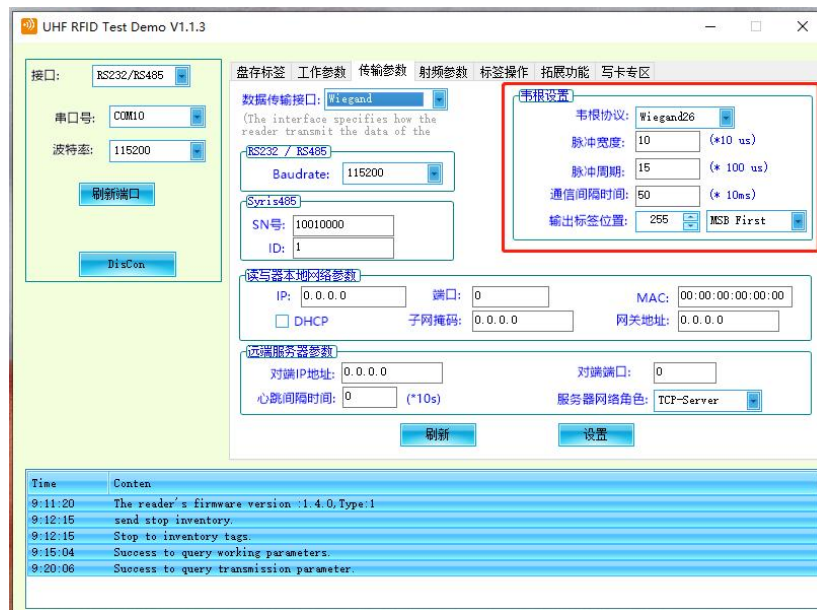 UHF RFID Test Demo V1.1.3
接口: RS232/RS485
串口号: COM10
波特率: 115200
刷新端口
DisCon
盘存标签 工作参数 传输参数 射频参数 标签操作 拓展功能 写卡专区
数据传输接口: Wiegand
(The interface specifies how the
reader transmit the data of the
RS232 / RS485
Baudrate: 115200
Syris485
SN号: 10010000
ID: 1
韦根设置
韦根协议: Wiegand26
脉冲宽度: 10 (*10 us)
脉冲周期: 15 (* 100 us)
通信间隔时间: 50 (* 10ms)
输出标签位置: 255 MSB First
读写器本地网络参数
IP: 0.0.0.0 端口: 0 MAC: 00:00:00:00:00:00
DHCP 子网掩码: 0.0.0.0 网关地址: 0.0.0.0
远端服务器参数
对端IP地址: 0.0.0.0 对端端口: 0
心跳间隔时间: 0 (*10s) 服务器网络角色: TCP-Server
刷新 设置
Time Conten
9:11:20 The reader's firmware version :1.4.0,Type:1
9:12:15 send stop inventory.
9:12:15 Stop to inventory tags.
9:15:04 Success to query working parameters.
9:20:06 Success to query transmission parameter.